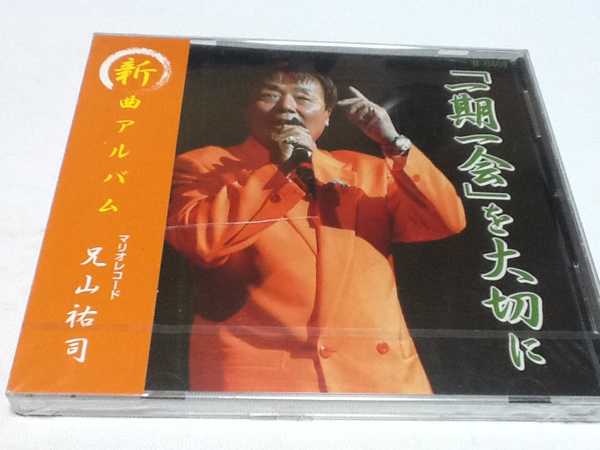 新曲アルバム
マリオレコード
兄山祐司
「一期一会」を大切に